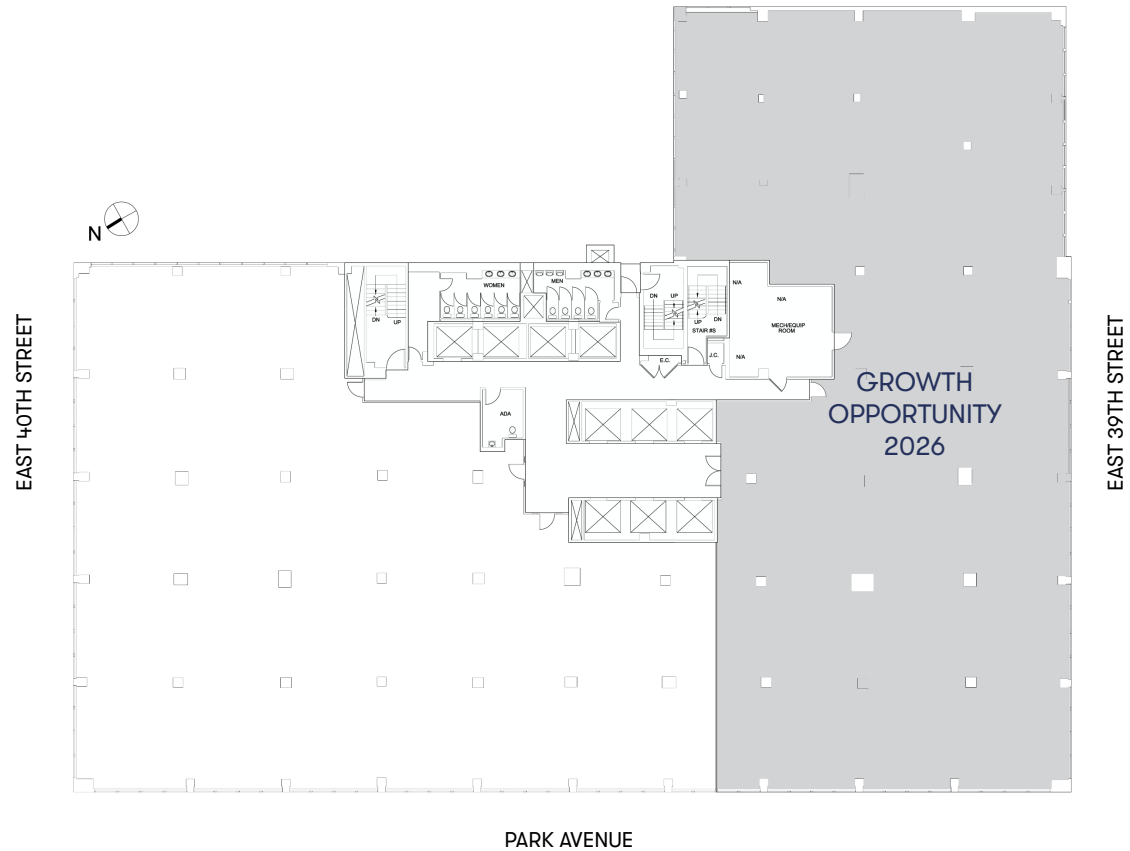 N
WOMEN
MEN
DN
UP
DN
UP
UP
DN
STAIR #S
N/A
N/A
MECH/EQUIP
ROOM
N/A
E.C.
J.C.
ADA
GROWTH
OPPORTUNITY
2026
EAST 40TH STREET
EAST 39TH STREET
PARK AVENUE